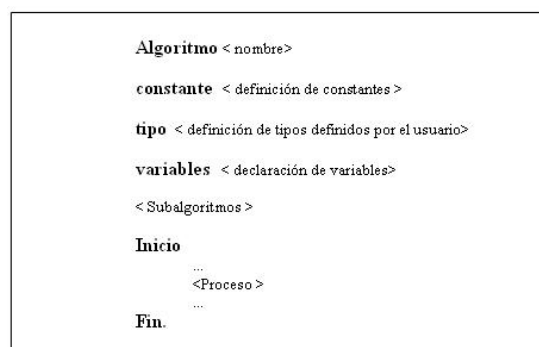 Algoritmo < nombre>
constante < definición de constantes >
tipo < definición de tipos definidos por el usuario>
variables < declaración de variables>
< Subalgoritmos >
Inicio
...
<Proceso >
...
Fin.